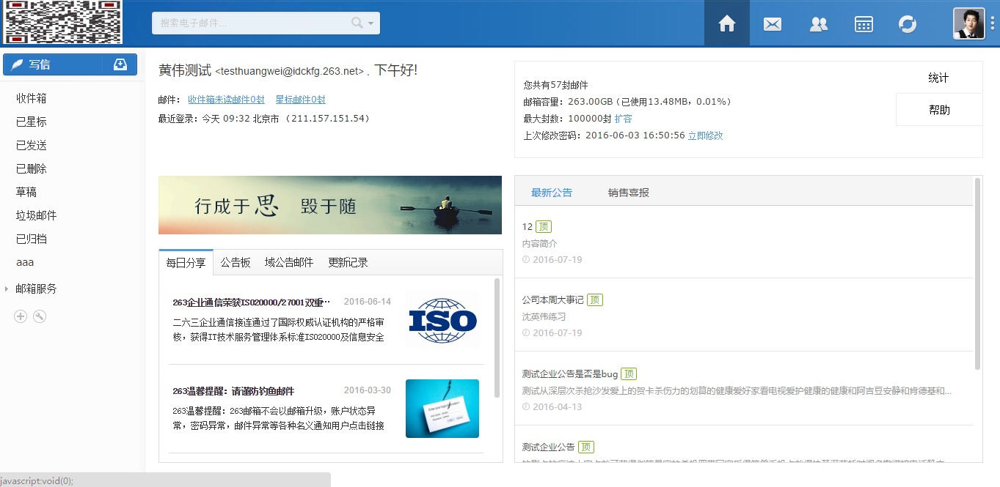 搜索电子邮件...
写信
收件箱
已星标
已发送
已删除
草稿
垃圾邮件
已归档
aaa
邮箱服务
黄伟测试 <testhuangwei@idckfg.263.net> , 下午好!
邮件： 收件箱未读邮件0封 星标邮件0封
最近登录：今天 09:32 北京市 （211.157.151.54）
您共有57封邮件
邮箱容量：263.00GB（已使用13.48MB，0.01%）
最大封数：100000封 扩容
上次修改密码：2016-06-03 16:50:56 立即修改
统计
帮助
行成于思 毁于随
每日分享 公告板 域公告邮件 更新记录
263企业通信荣获ISO20000/27001双重… 2016-06-14
二六三企业通信接连通过了国际权威认证机构的严格审
核，获得IT技术服务管理体系标准ISO20000及信息安全
ISO
263温馨提醒：请谨防钓鱼邮件 2016-03-30
263温馨提醒：263邮箱不会以邮箱升级，账户状态异
常，密码异常，邮件异常等各种名义通知用户点击链接
最新公告 销售喜报
12 顶
内容简介
2016-07-19
公司本周大事记 顶
沈英伟练习
2016-07-19
测试企业公告是否是bug 顶
测试从深层次杀抢沙发爱上的贺卡杀伤力的划算的健康爱好家看电视爱护健康的健康和阿吉豆安静和肯德基和...
2016-04-13
测试企业公告 顶
javascript:void(0);